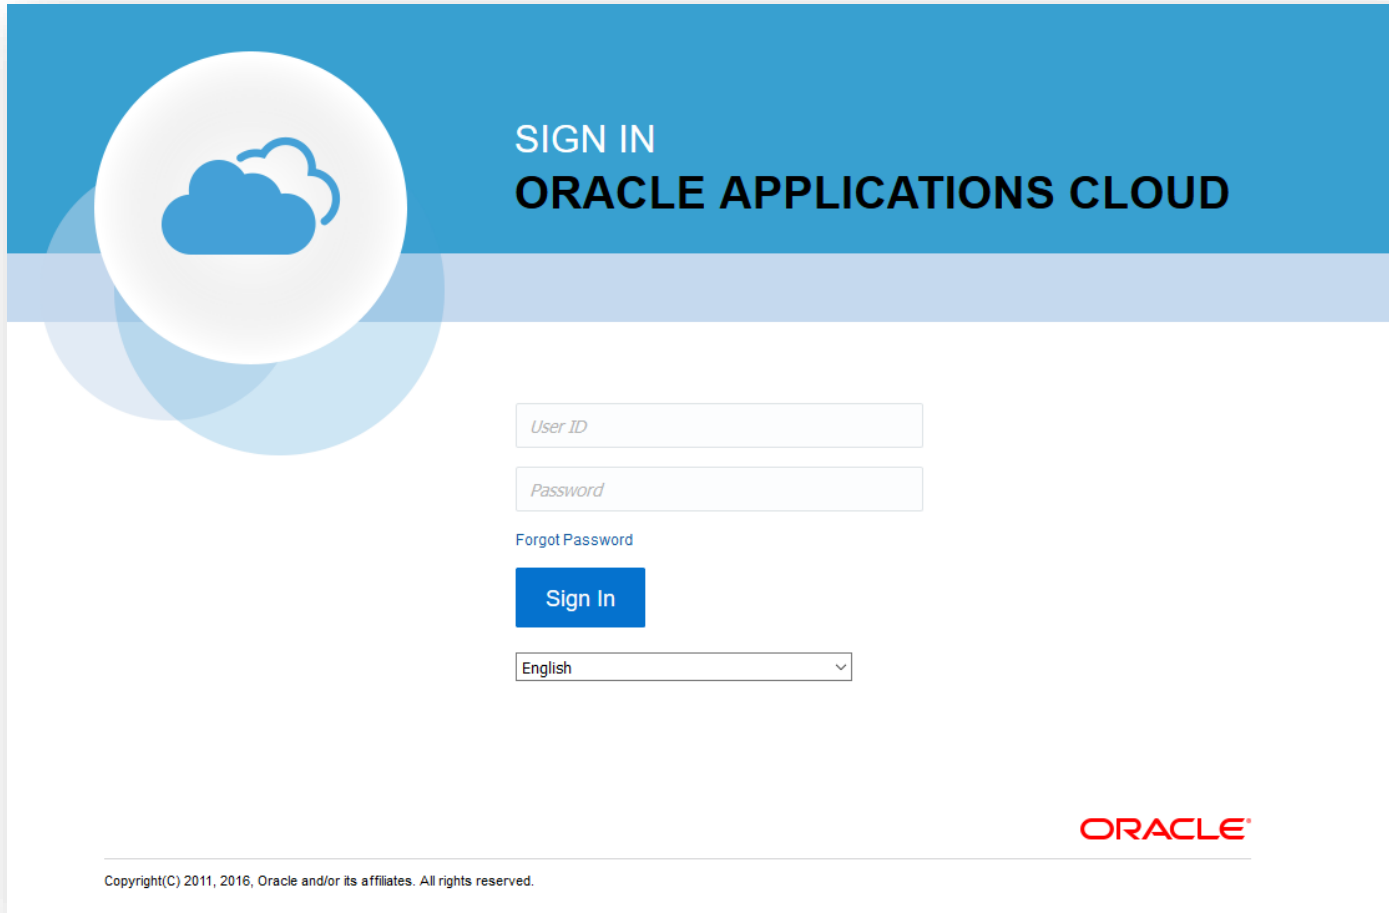 SIGN IN
ORACLE APPLICATIONS CLOUD
User ID
Password
Forgot Password
Sign In
English
ORACLE®
Copyright(C) 2011, 2016, Oracle and/or its affiliates. All rights reserved.